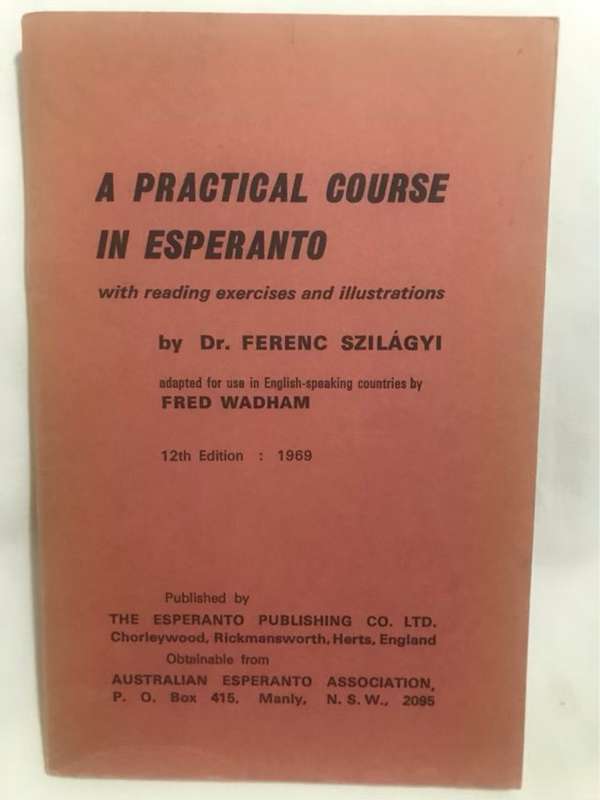 A PRACTICAL COURSE
IN ESPERANTO
with reading exercises and illustrations
by Dr. FERENC SZILÁGYI
adapted for use in English-speaking countries by
FRED WADHAM
12th Edition : 1969
Published by
THE ESPERANTO PUBLISHING CO. LTD.
Chorleywood, Rickmansworth, Herts, England
Obtainable from
AUSTRALIAN ESPERANTO ASSOCIATION,
P. O. Box 415, Manly, N. S. W., 2095